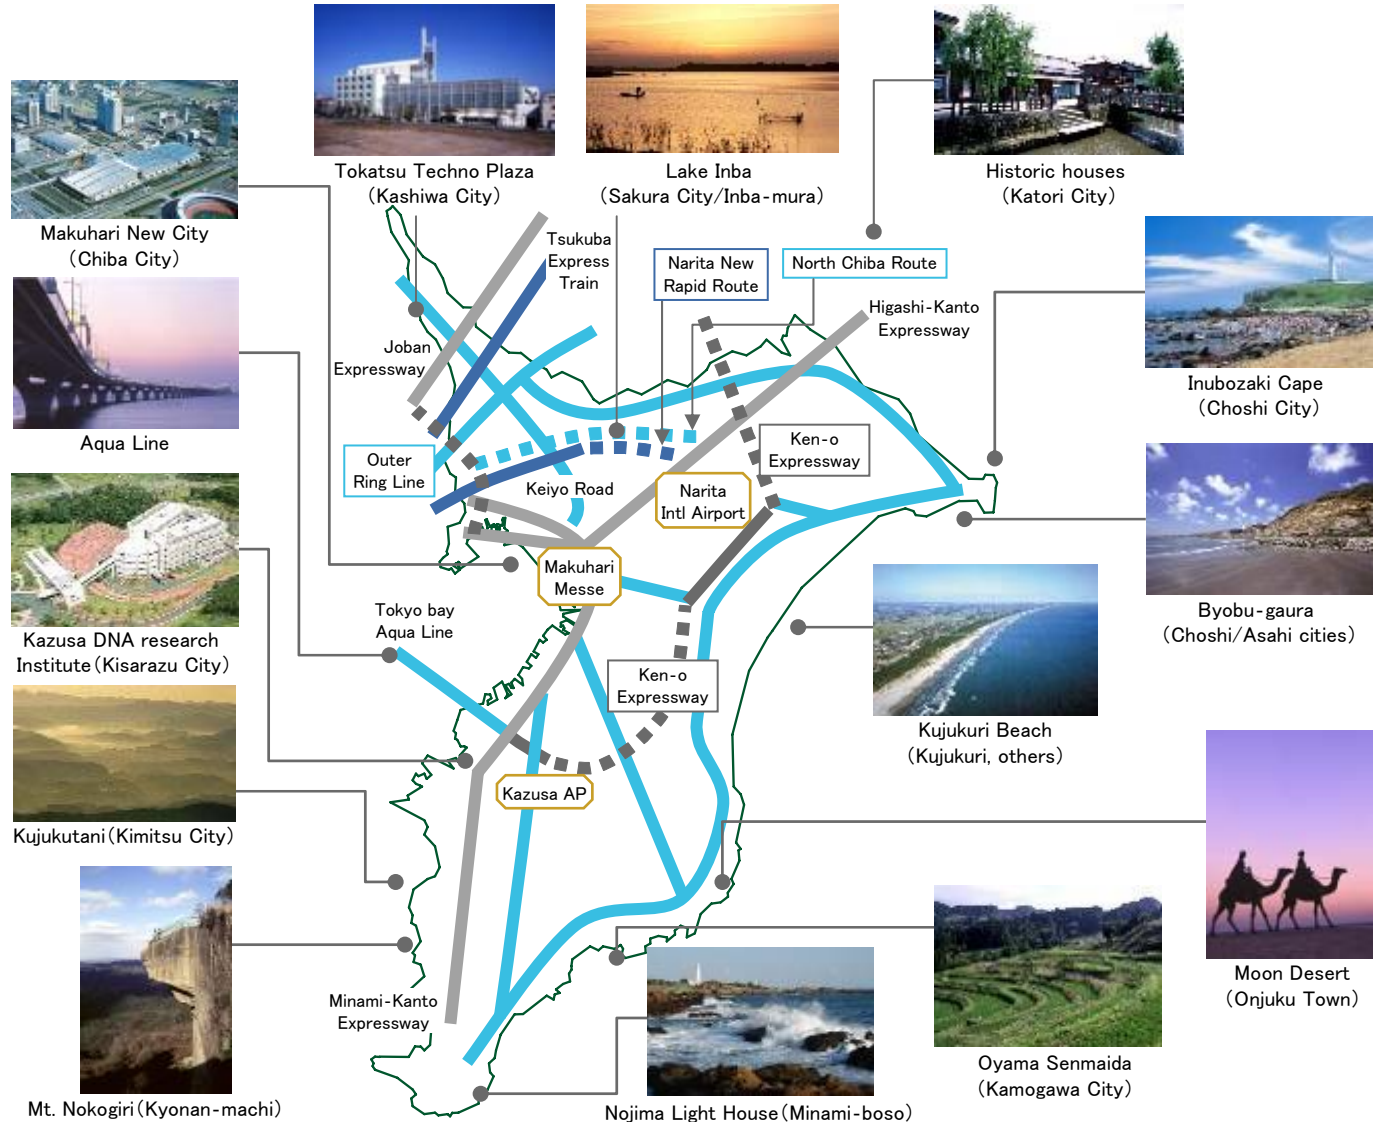 Tokatsu Techno Plaza
(Kashiwa City)
Lake Inba
(Sakura City/Inba-mura)
Historic houses
(Katori City)
Makuhari New City
(Chiba City)
Tsukuba
Express
Train
Narita New
Rapid Route
North Chiba Route
Higashi-Kanto
Expressway
Joban
Expressway
Inubozaki Cape
(Choshi City)
Aqua Line
Outer
Ring Line
Ken-o
Expressway
Keiyo Road
Narita
Intl Airport
Makuhari
Messe
Byobu-gaura
(Choshi/Asahi cities)
Kazusa DNA research
Institute(Kisarazu City)
Tokyo bay
Aqua Line
Ken-o
Expressway
Kujukuri Beach
(Kujukuri, others)
Kazusa AP
Kujukutani(Kimitsu City)
Moon Desert
(Onjuku Town)
Minami-Kanto
Expressway
Oyama Senmaida
(Kamogawa City)
Mt. Nokogiri(Kyonan-machi)
Nojima Light House(Minami-boso)